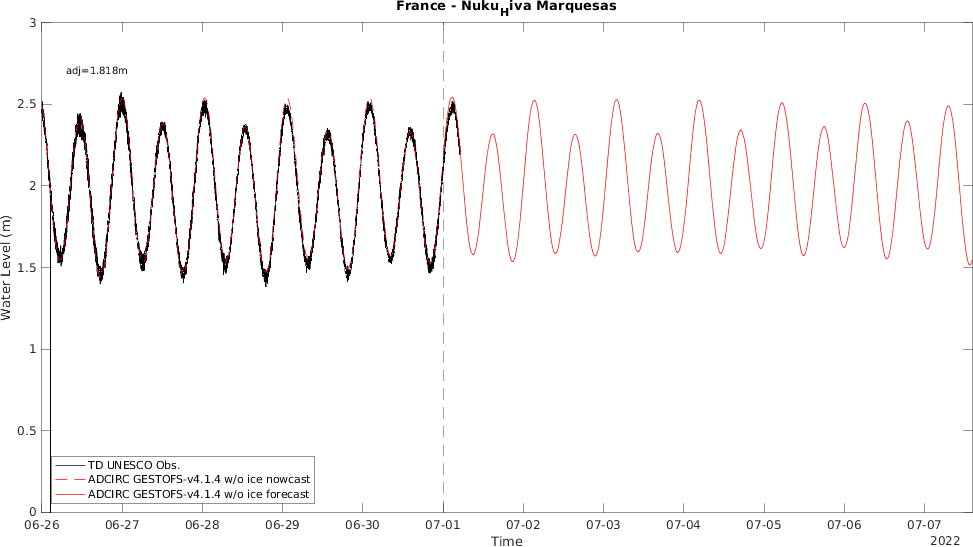 France - Nuku_Hiva Marquesas
adj=1.818m
3
2.5
2
1.5
1
0.5
0
Water Level (m)
TD UNESCO Obs.
ADCIRC GESTOFS-v4.1.4 w/o ice nowcast
ADCIRC GESTOFS-v4.1.4 w/o ice forecast
06-26 06-27 06-28 06-29 06-30 07-01 07-02 07-03 07-04 07-05 07-06 07-07
Time
2022